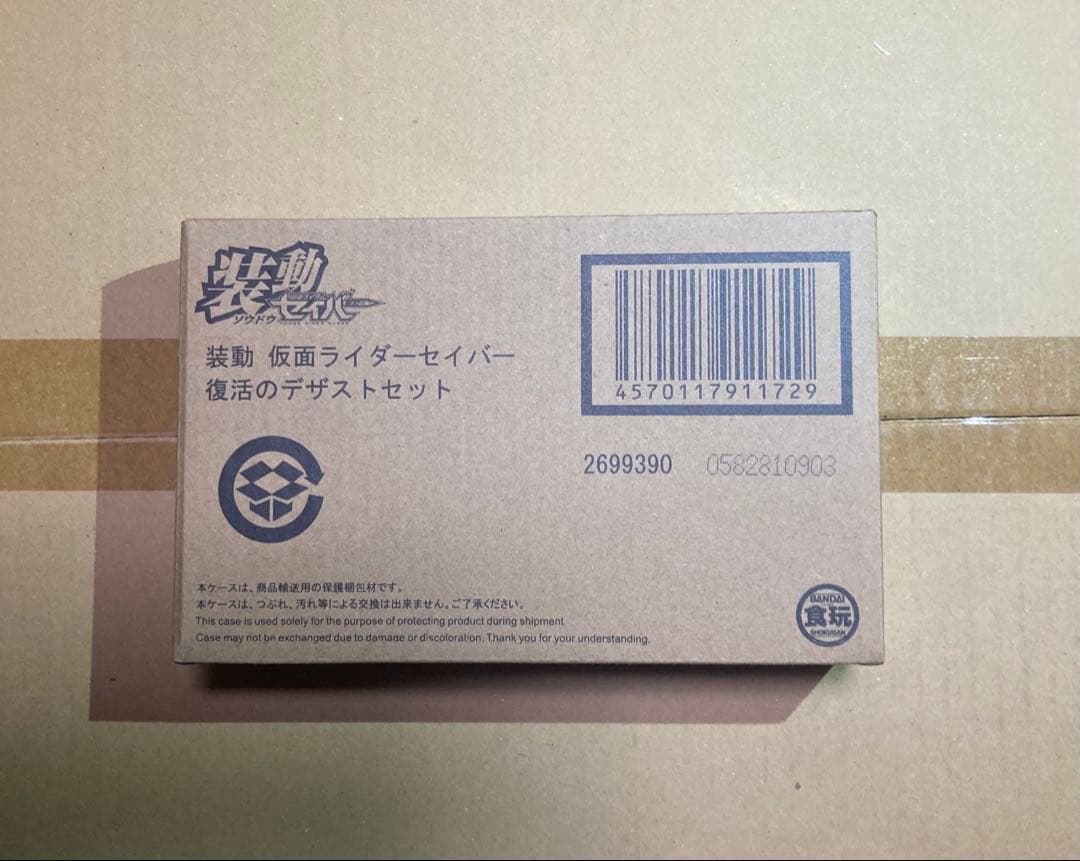 装動
ソウドウ セイバー
装動 仮面ライダーセイバー
復活のデザストセット
4570117911729
2699390 0582810903
本ケースは、商品輸送用の保護梱包材です。
本ケースは、つぶれ、汚れ等による交換は出来ません。ご了承ください。
This case is used solely for the purpose of protecting product during shipment
Case may not be exchanged due to damage or discoloration. Thank you for your understanding.
BANDAI
食玩
SHOKUGAN